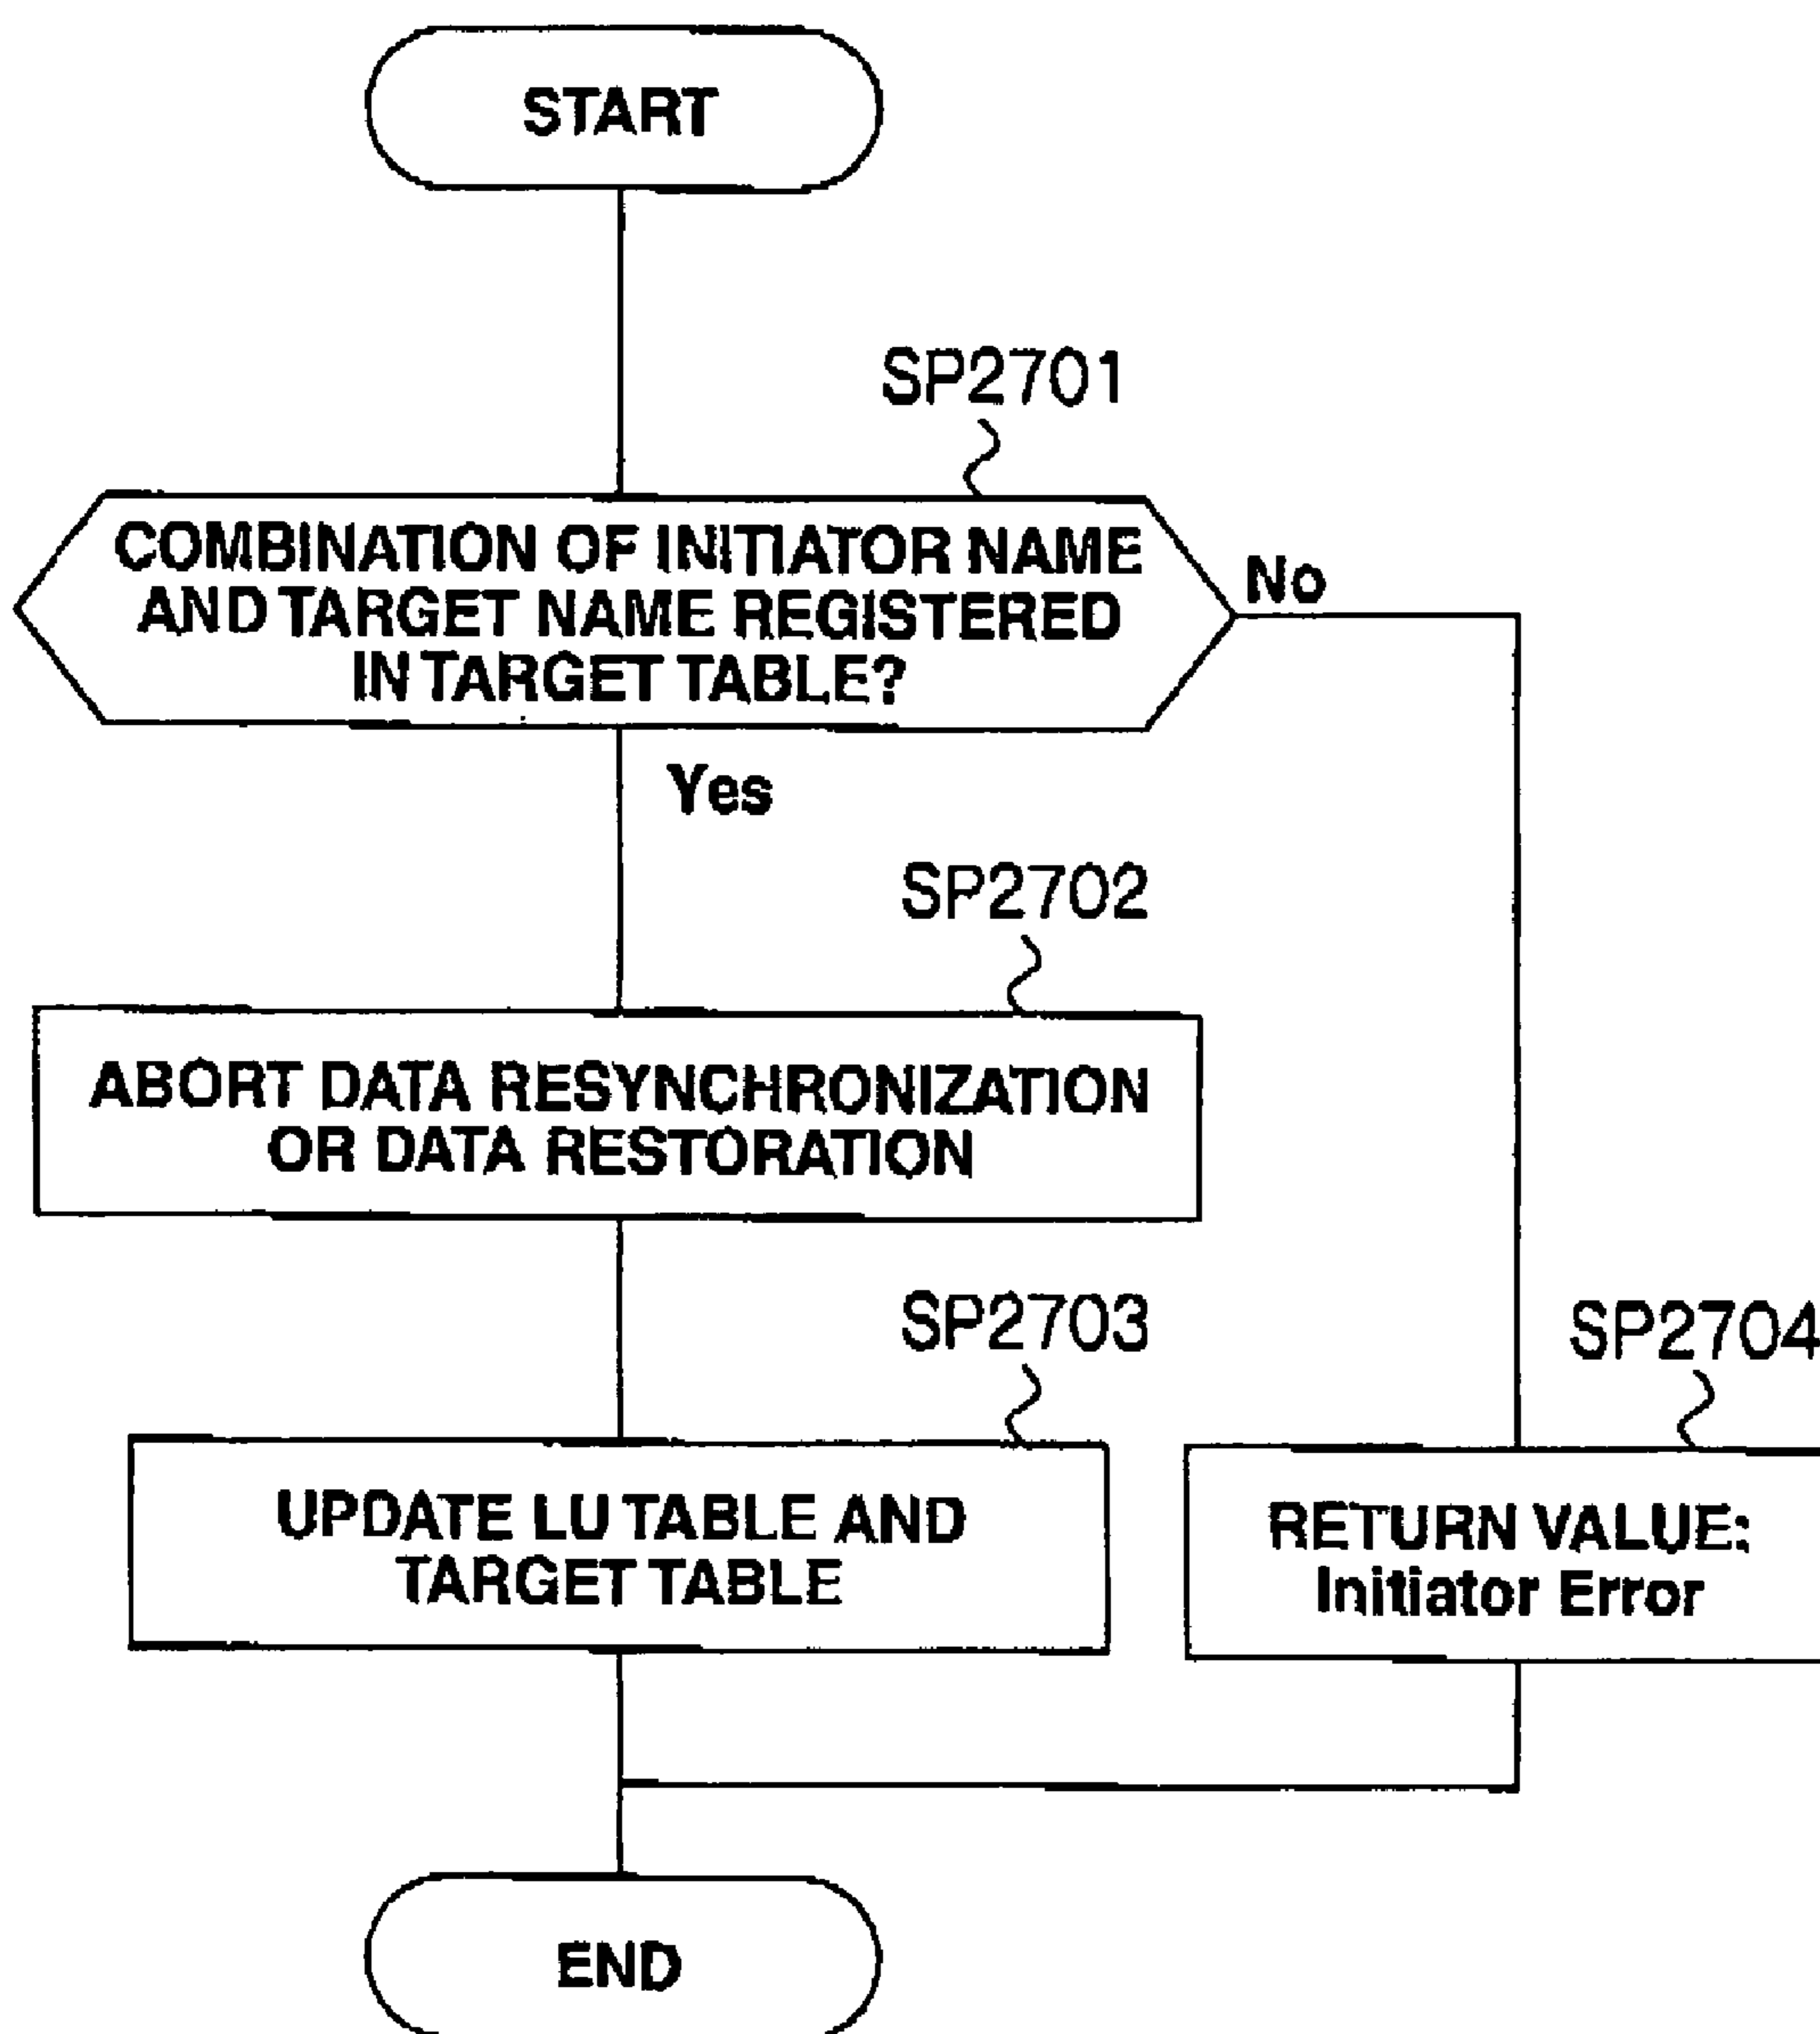 START
SP2701
COMBINATION OF INITIATOR NAME
AND TARGET NAME REGISTERED
IN TARGET TABLE?
No
Yes
SP2702
ABORT DATA RESYNCHRONIZATION
OR DATA RESTORATION
SP2703
UPDATE LU TABLE AND
TARGET TABLE
SP2704
RETURN VALUE:
Initiator Error
END